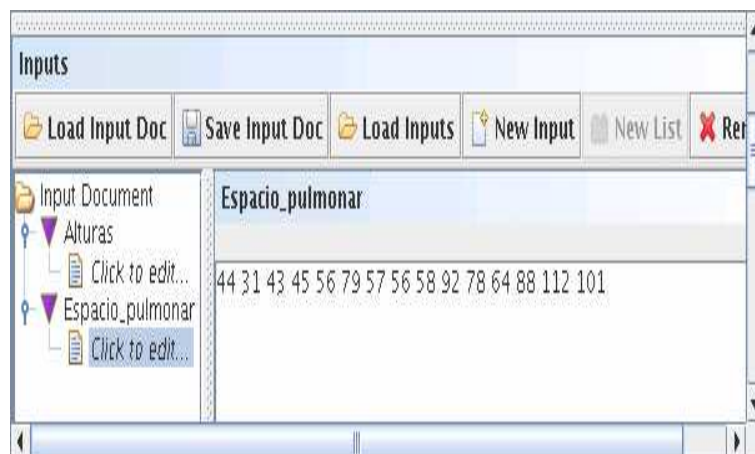 Inputs
Load Input Doc Save Input Doc Load Inputs New Input New List
Input Document
Alturas
Click to edit...
Espacio_pulmonar
Click to edit...
Espacio_pulmonar
44 31 43 45 56 79 57 56 58 92 78 64 88 112 101